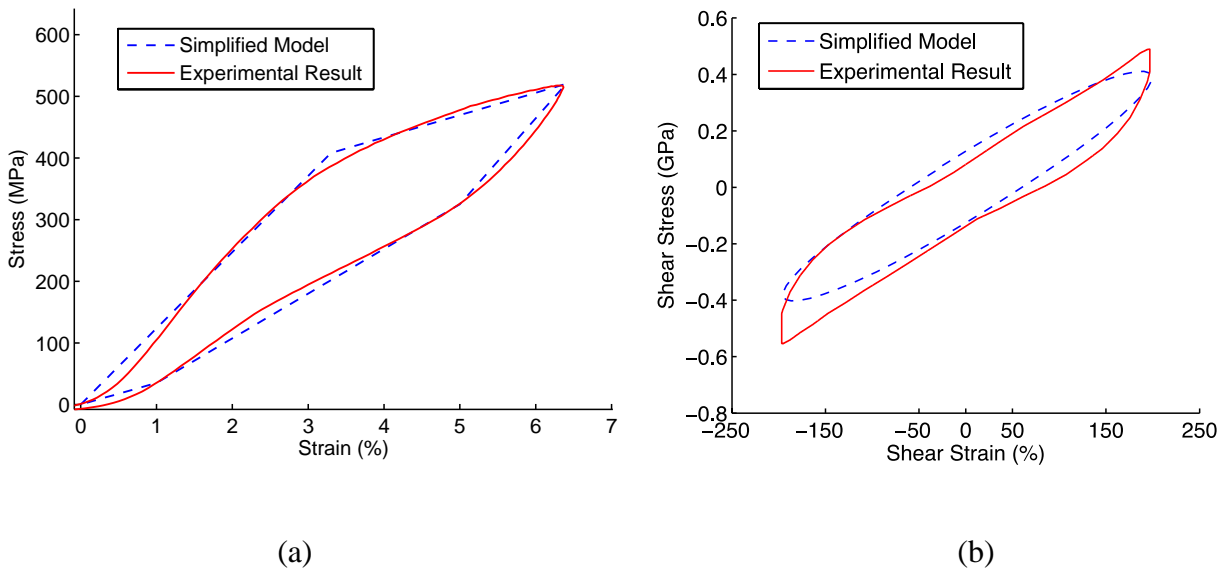 600
500
400
300
200
100
0
Stress (MPa)
0 1 2 3 4 5 6 7
Strain (%)
Simplified Model
Experimental Result
(a)
0.6
0.4
0.2
0
−0.2
−0.4
−0.6
−0.8
Shear Stress (GPa)
−250 −150 −50 0 50 150 250
Shear Strain (%)
Simplified Model
Experimental Result
(b)